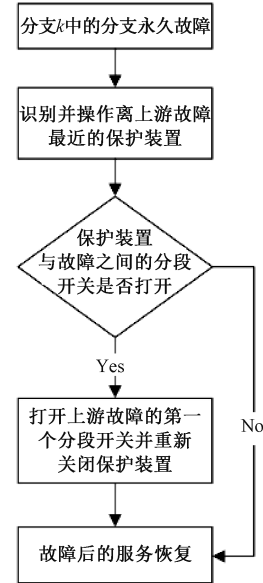 分支k中的分支永久故障
识别并操作离上游故障
最近的保护装置
保护装置
与故障之间的分段
开关是否打开
Yes
No
打开上游故障的第一
个分段开关并重新
关闭保护装置
故障后的服务恢复